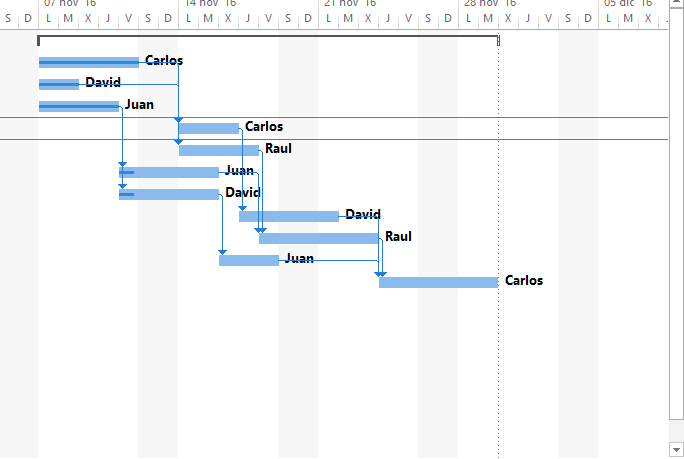 07 nov '16 14 nov '16 21 nov '16 28 nov '16 05 dic '16
S D L M X J V S D L M X J V S D L M X J V S D L M X J V S D L M X
Carlos
David
Juan
Carlos
Raul
Juan
David
David
Raul
Juan
Carlos